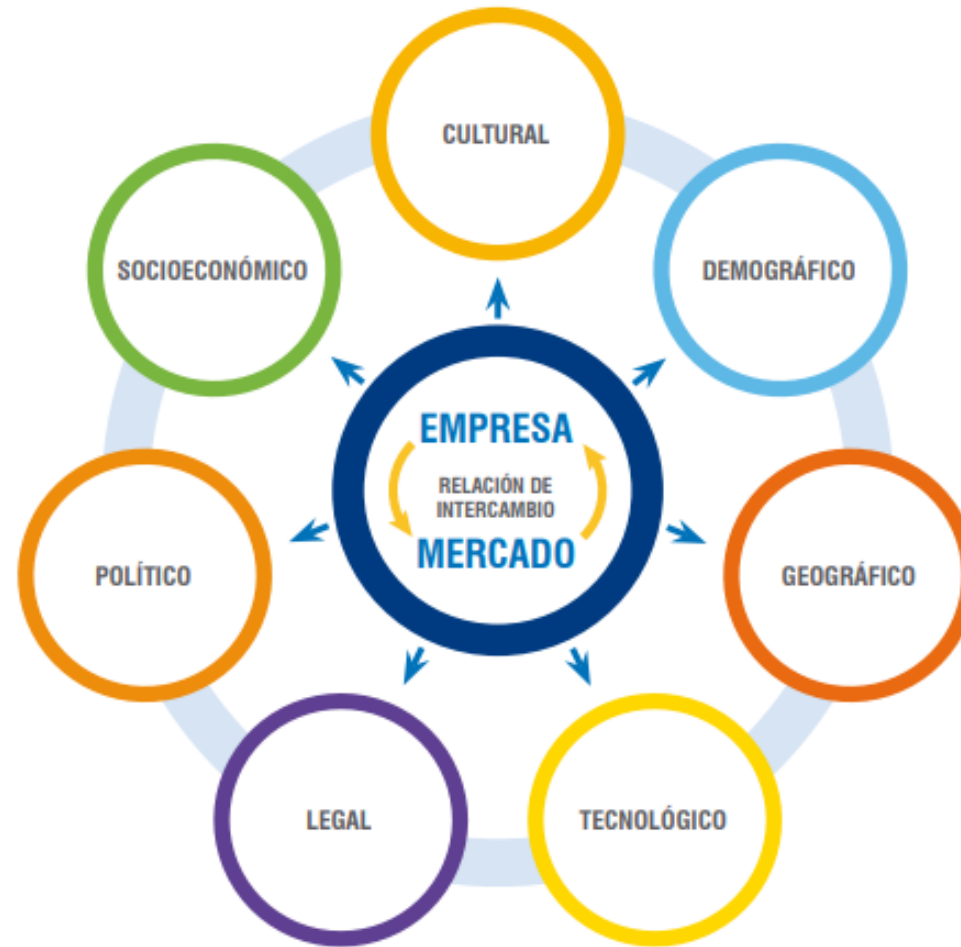 CULTURAL
SOCIOECONÓMICO
DEMOGRÁFICO
EMPRESA
RELACIÓN DE
INTERCAMBIO
MERCADO
POLÍTICO
GEOGRÁFICO
LEGAL
TECNOLÓGICO